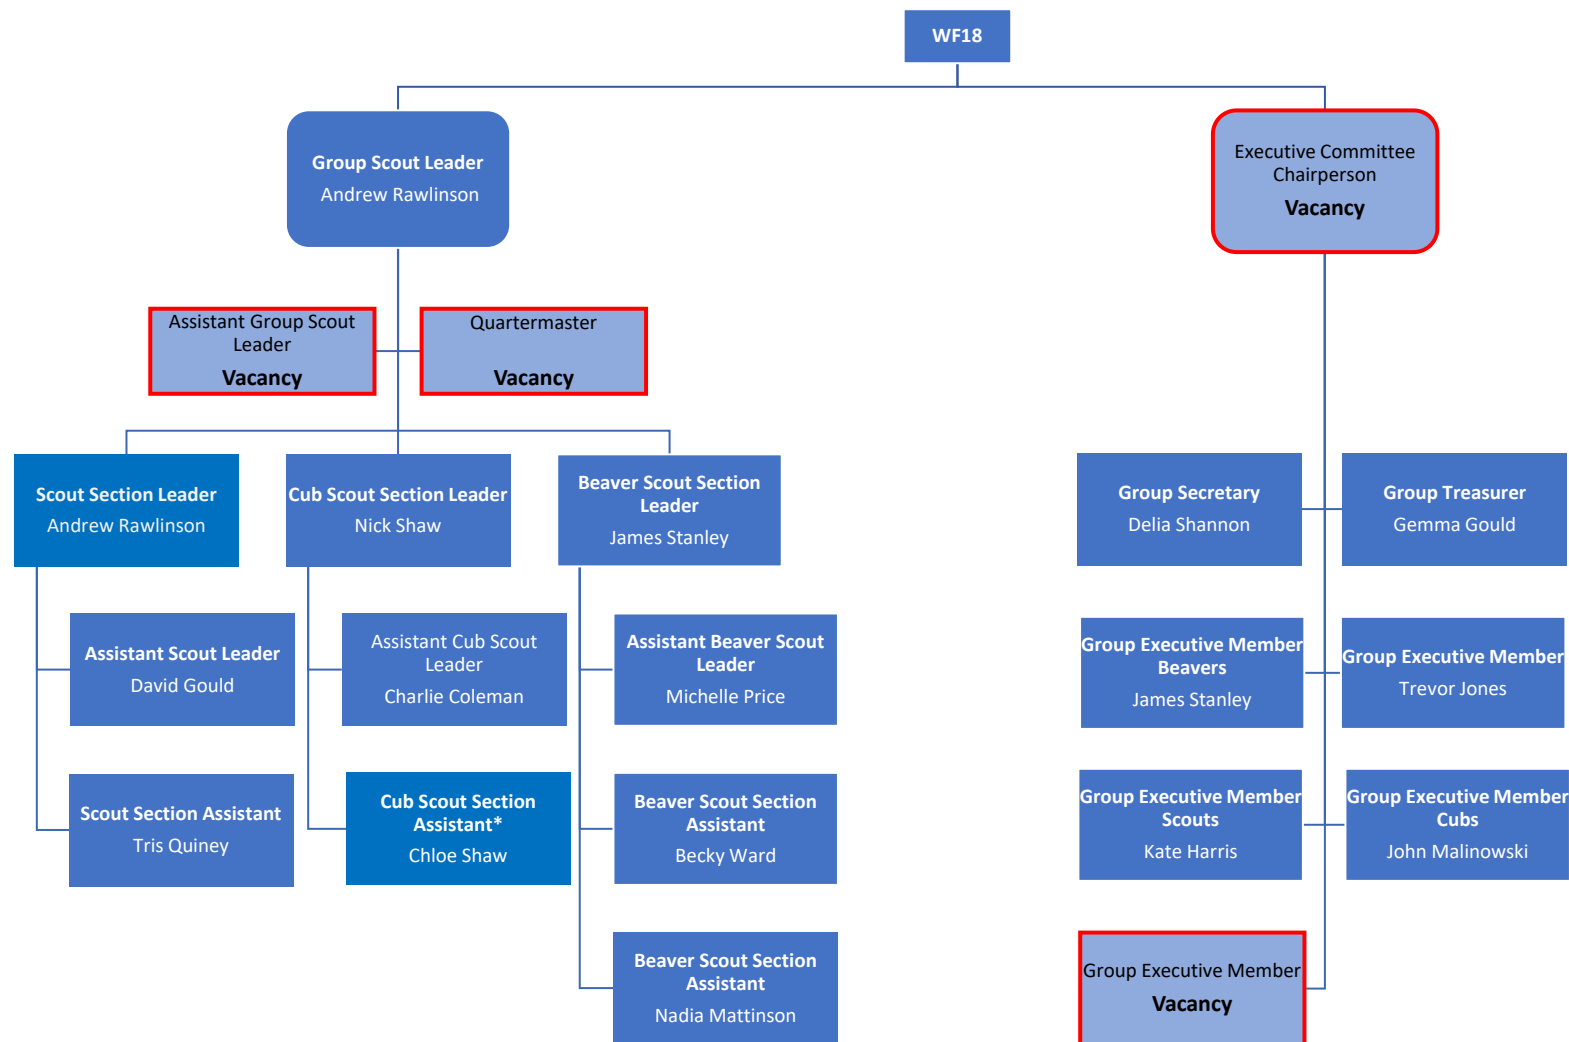 WF18
Group Scout Leader
Andrew Rawlinson
Executive Committee
Chairperson
Vacancy
Assistant Group Scout
Leader
Vacancy
Quartermaster
Vacancy
Scout Section Leader
Andrew Rawlinson
Cub Scout Section Leader
Nick Shaw
Beaver Scout Section
Leader
James Stanley
Group Secretary
Delia Shannon
Group Treasurer
Gemma Gould
Assistant Scout Leader
David Gould
Assistant Cub Scout
Leader
Charlie Coleman
Assistant Beaver Scout
Leader
Michelle Price
Group Executive Member
Beavers
James Stanley
Group Executive Member
Trevor Jones
Scout Section Assistant
Tris Quiney
Cub Scout Section
Assistant*
Chloe Shaw
Beaver Scout Section
Assistant
Becky Ward
Group Executive Member
Scouts
Kate Harris
Group Executive Member
Cubs
John Malinowski
Beaver Scout Section
Assistant
Nadia Mattinson
Group Executive Member
Vacancy